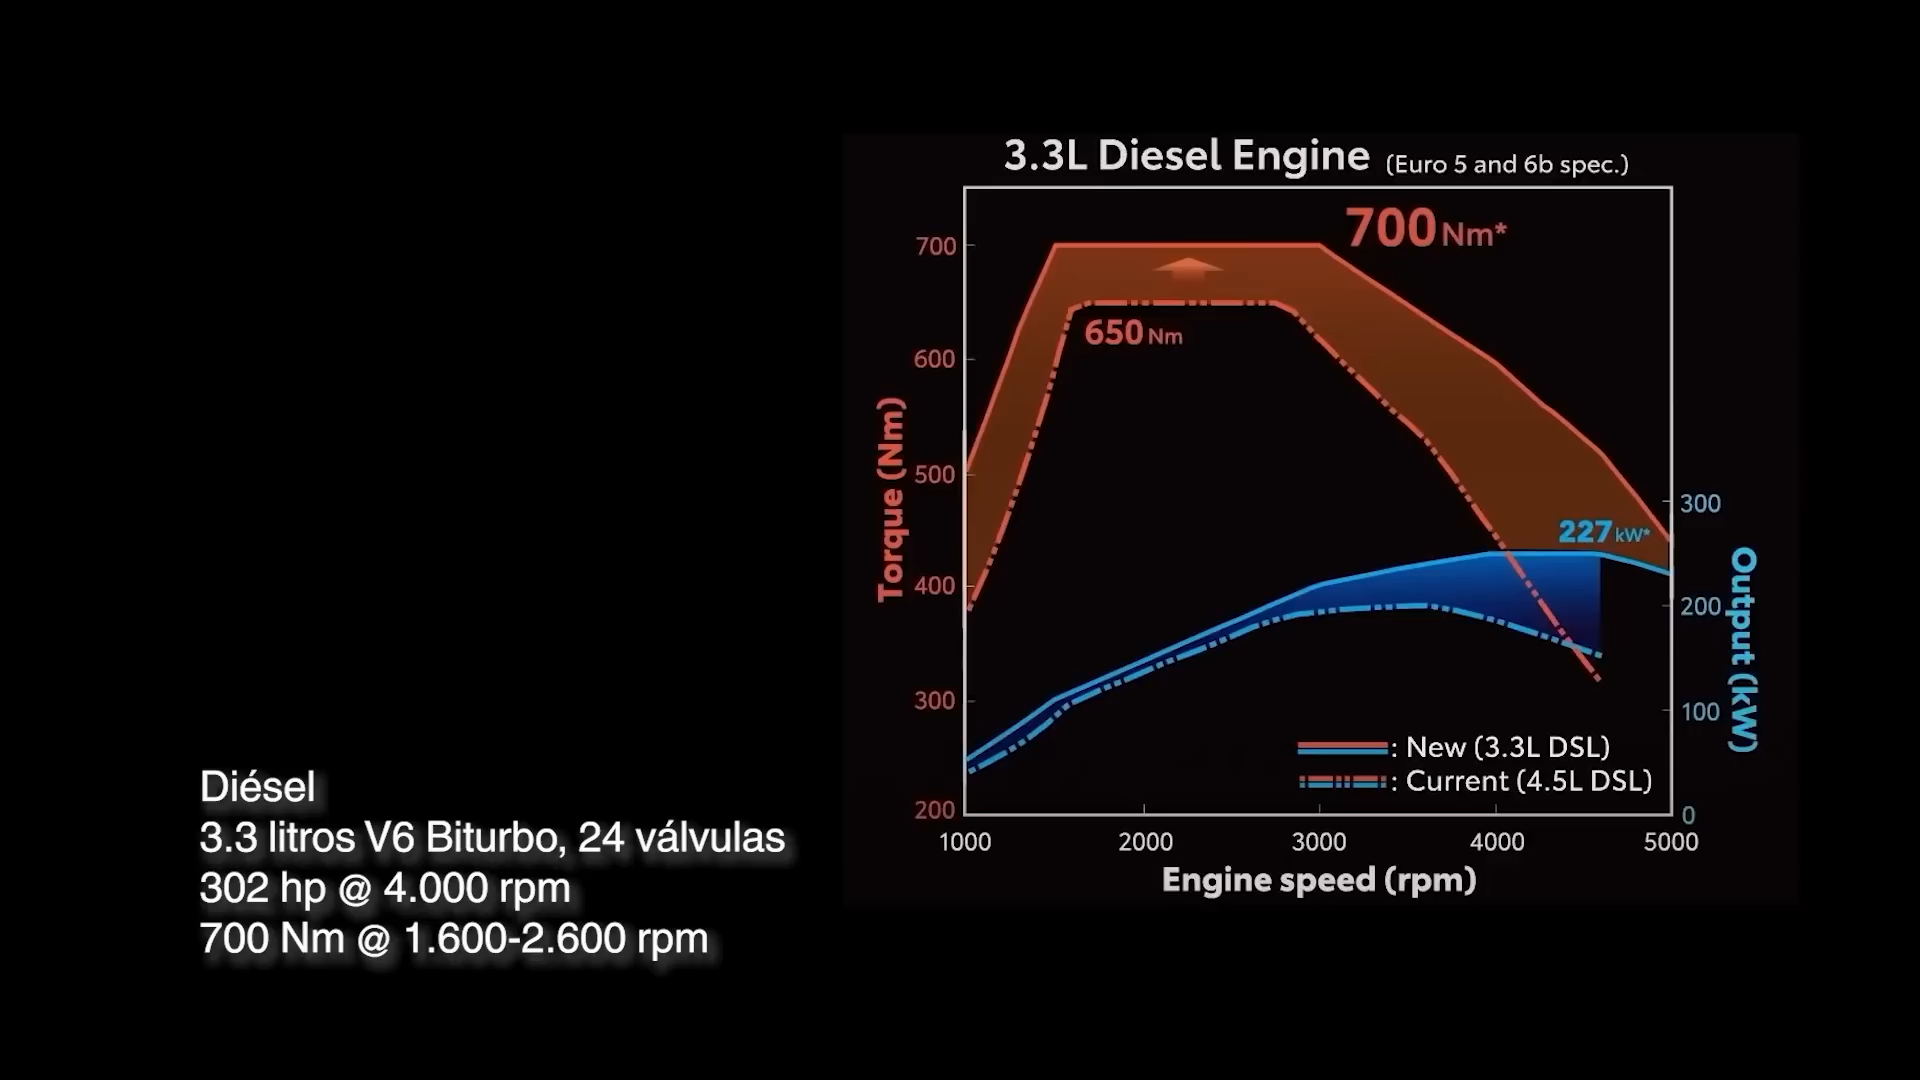 3.3L Diesel Engine (Euro 5 and 6b spec.)
700 Nm*
700
650 Nm
600
Torque (Nm)
500
300
227 kW*
400
200
Output (kW)
300
100
: New (3.3L DSL)
: Current (4.5L DSL)
200
0
1000 2000 3000 4000 5000
Engine speed (rpm)
Diésel
3.3 litros V6 Biturbo, 24 válvulas
302 hp @ 4.000 rpm
700 Nm @ 1.600-2.600 rpm